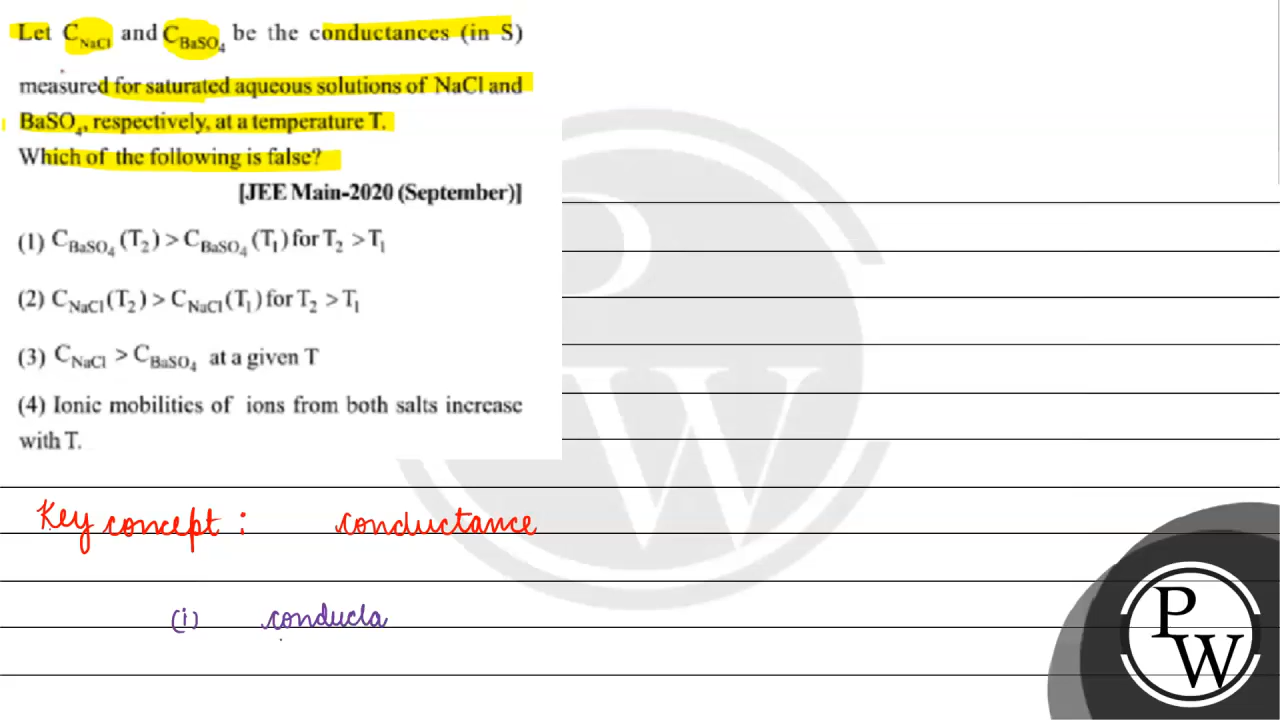 Let C_NaCl and C_BaSO₄ be the conductances (in S)
measured for saturated aqueous solutions of NaCl and
BaSO₄, respectively, at a temperature T.
Which of the following is false?
[JEE Main-2020 (September)]
(1) C_BaSO₄ (T₂) > C_BaSO₄ (T₁) for T₂ > T₁
(2) C_NaCl (T₂) > C_NaCl (T₁) for T₂ > T₁
(3) C_NaCl > C_BaSO₄ at a given T
(4) Ionic mobilities of ions from both salts increase
with T.
Key concept : conductance
(i) conducta
P
W
PW